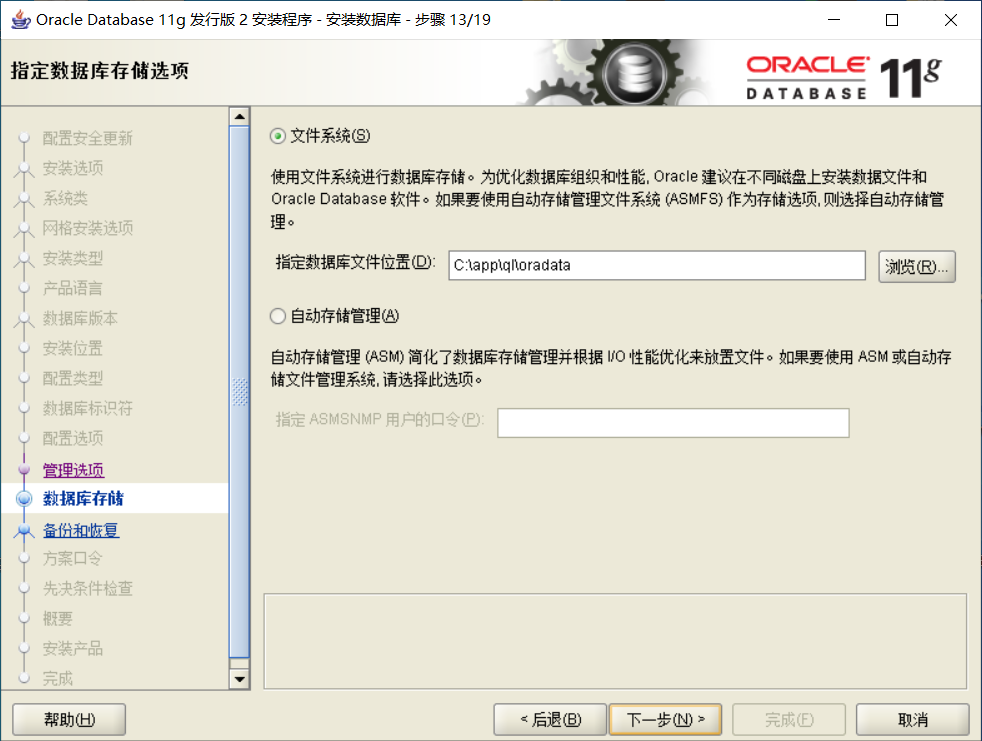 Oracle Database 11g 发行版 2 安装程序 - 安装数据库 - 步骤 13/19
指定数据库存储选项
ORACLE
DATABASE
11g
配置安全更新
安装选项
系统类
网格安装选项
安装类型
产品语言
数据库版本
安装位置
配置类型
数据库标识符
配置选项
管理选项
数据库存储
备份和恢复
方案口令
先决条件检查
概要
安装产品
完成
文件系统(S)
使用文件系统进行数据库存储。为优化数据库组织和性能, Oracle 建议在不同磁盘上安装数据文件和
Oracle Database 软件。如果要使用自动存储管理文件系统 (ASMFS) 作为存储选项, 则选择自动存储管
理。
指定数据库文件位置(D):
C:\app\ql\oradata
浏览(R)...
自动存储管理(A)
自动存储管理 (ASM) 简化了数据库存储管理并根据 I/O 性能优化来放置文件。如果要使用 ASM 或自动存
储文件管理系统, 请选择此选项。
指定 ASMSNMP 用户的口令(P):
帮助(H)
< 后退(B)
下一步(N) >
完成(F)
取消